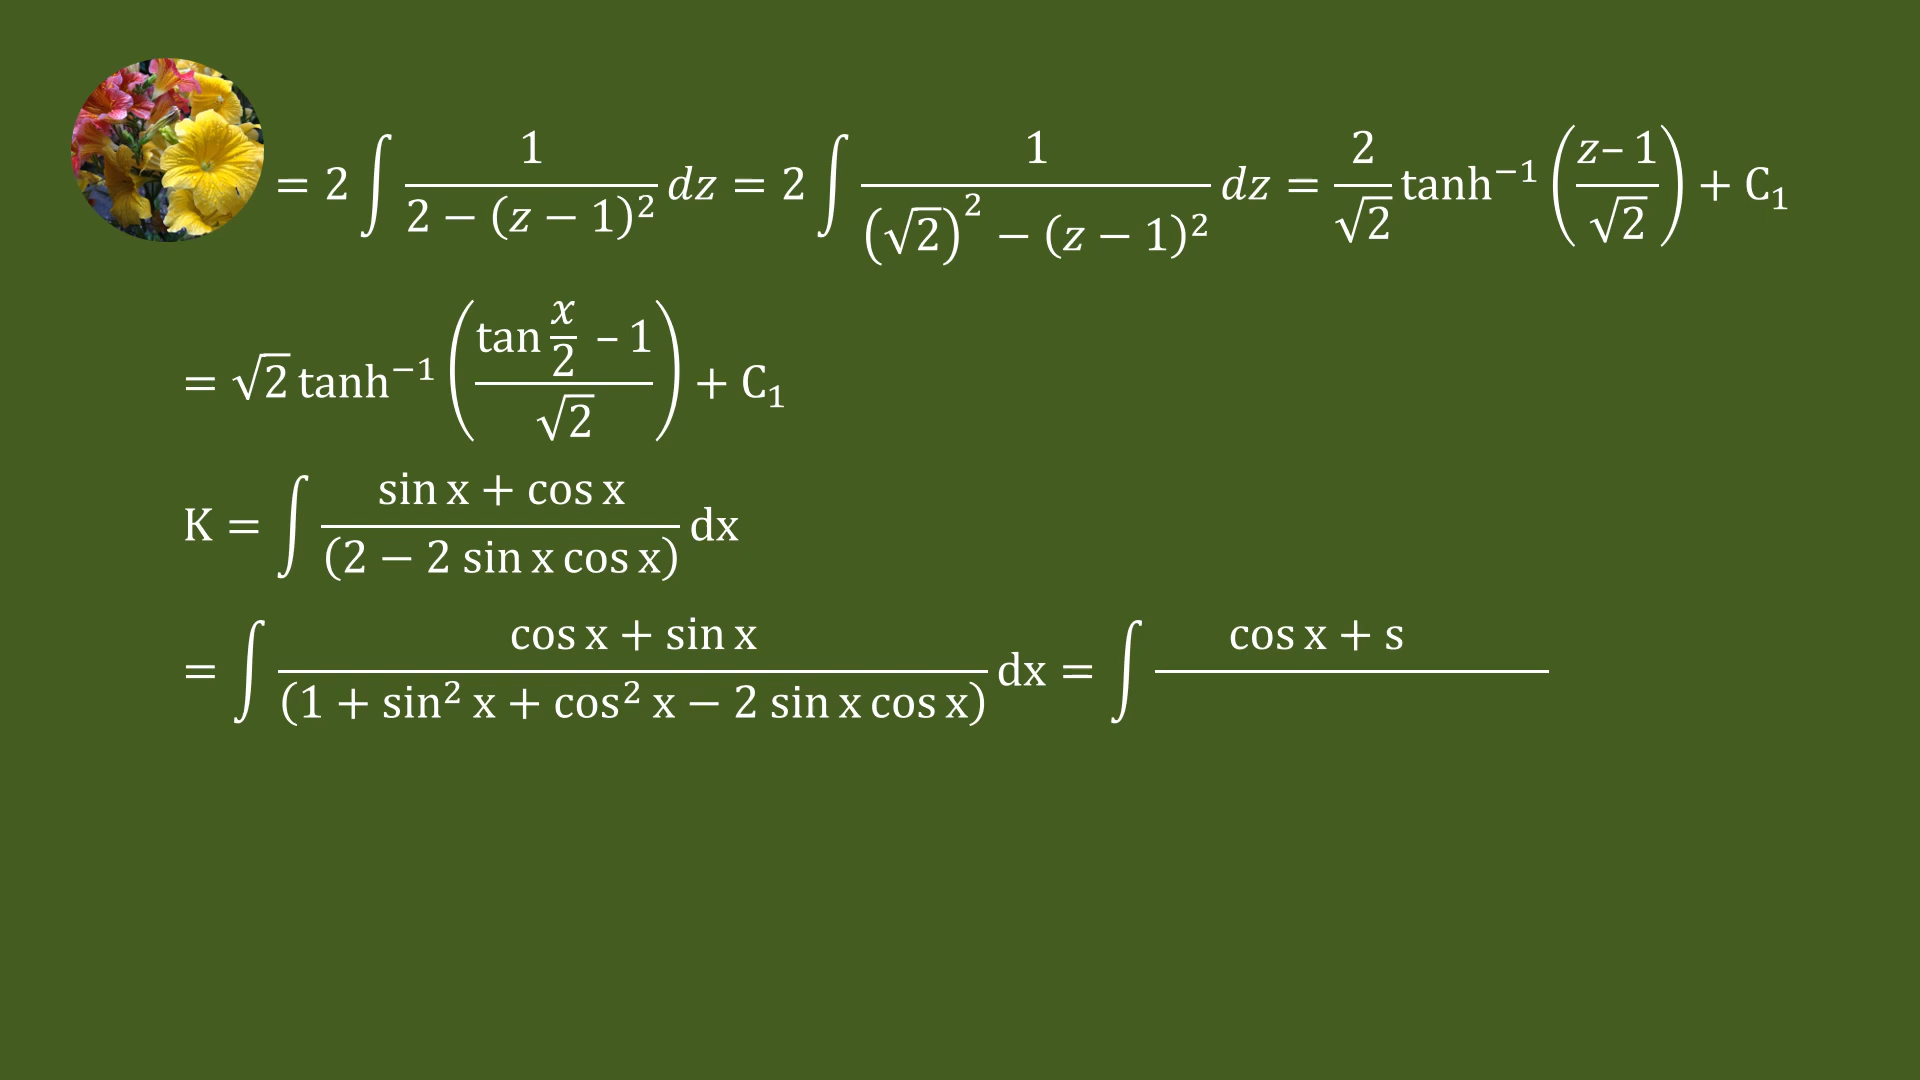 = 2 ∫ 1/(2 − (z − 1)²) dz = 2 ∫ 1/((√2)² − (z − 1)²) dz = 2/√2 tanh⁻¹ ((z– 1)/√2) + C₁
= √2 tanh⁻¹ ((tan x/2 – 1)/√2) + C₁
K = ∫ (sin x + cos x)/(2 − 2 sin x cos x) dx
= ∫ (cos x + sin x)/(1 + sin² x + cos² x − 2 sin x cos x) dx = ∫ cos x + s